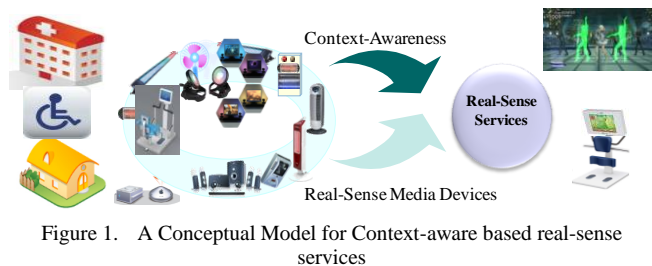 Context-Awareness
Real-Sense
Services
Real-Sense Media Devices
Figure 1. A Conceptual Model for Context-aware based real-sense
services